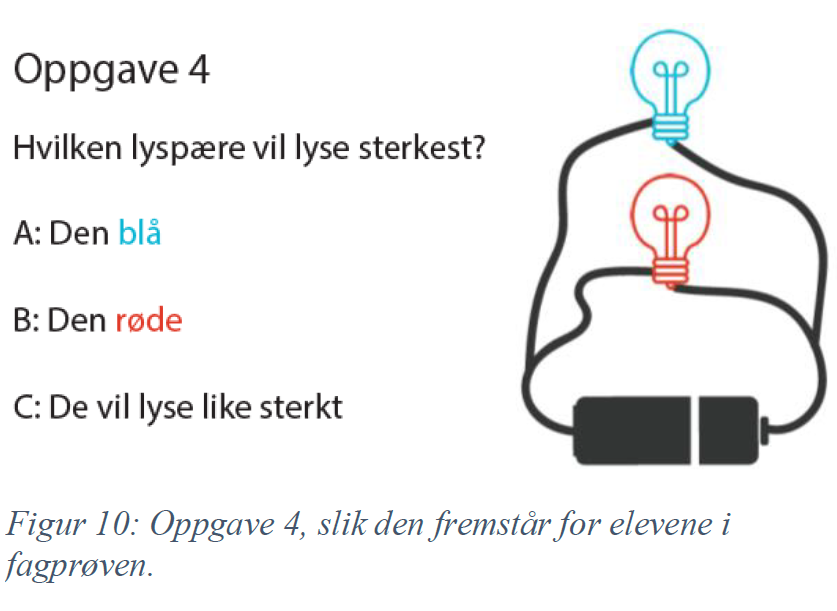 Oppgave 4
Hvilken lyspære vil lyse sterkest?
A: Den blå
B: Den røde
C: De vil lyse like sterkt
Figur 10: Oppgave 4, slik den fremstår for elevene i
fagprøven.